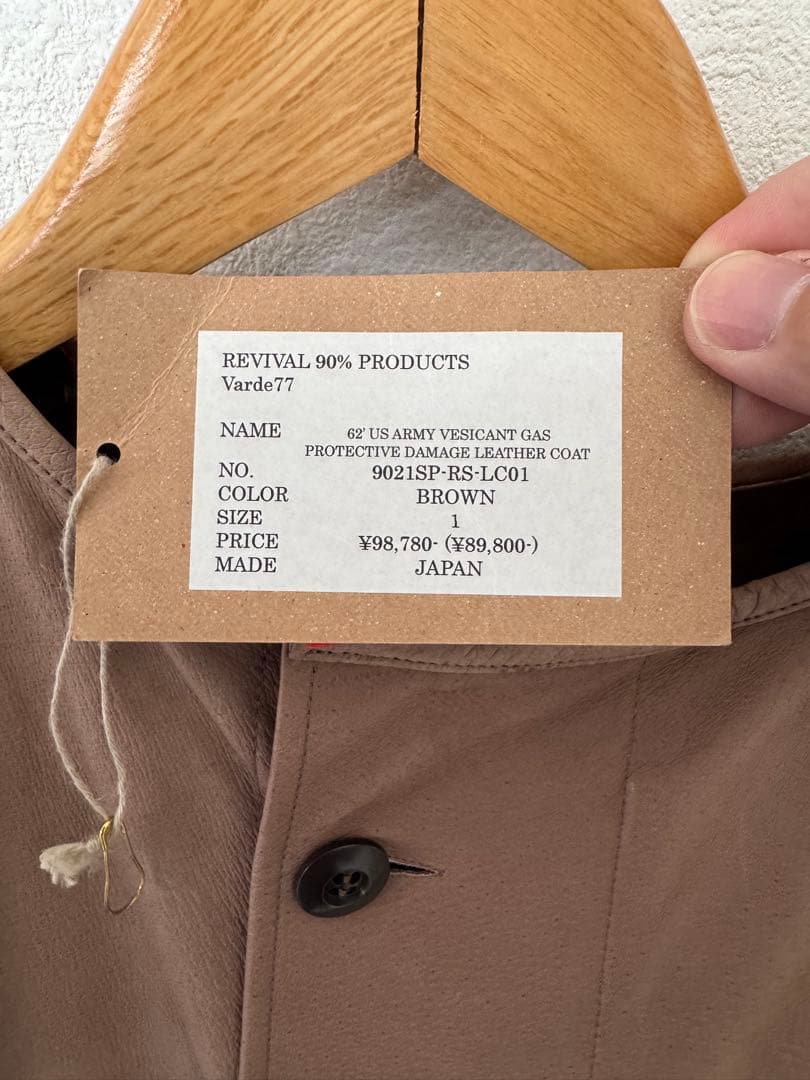 REVIVAL 90% PRODUCTS
Varde77
NAME 62' US ARMY VESICANT GAS
PROTECTIVE DAMAGE LEATHER COAT
NO. 9021SP-RS-LC01
COLOR BROWN
SIZE 1
PRICE ¥98,780- (¥89,800-)
MADE JAPAN